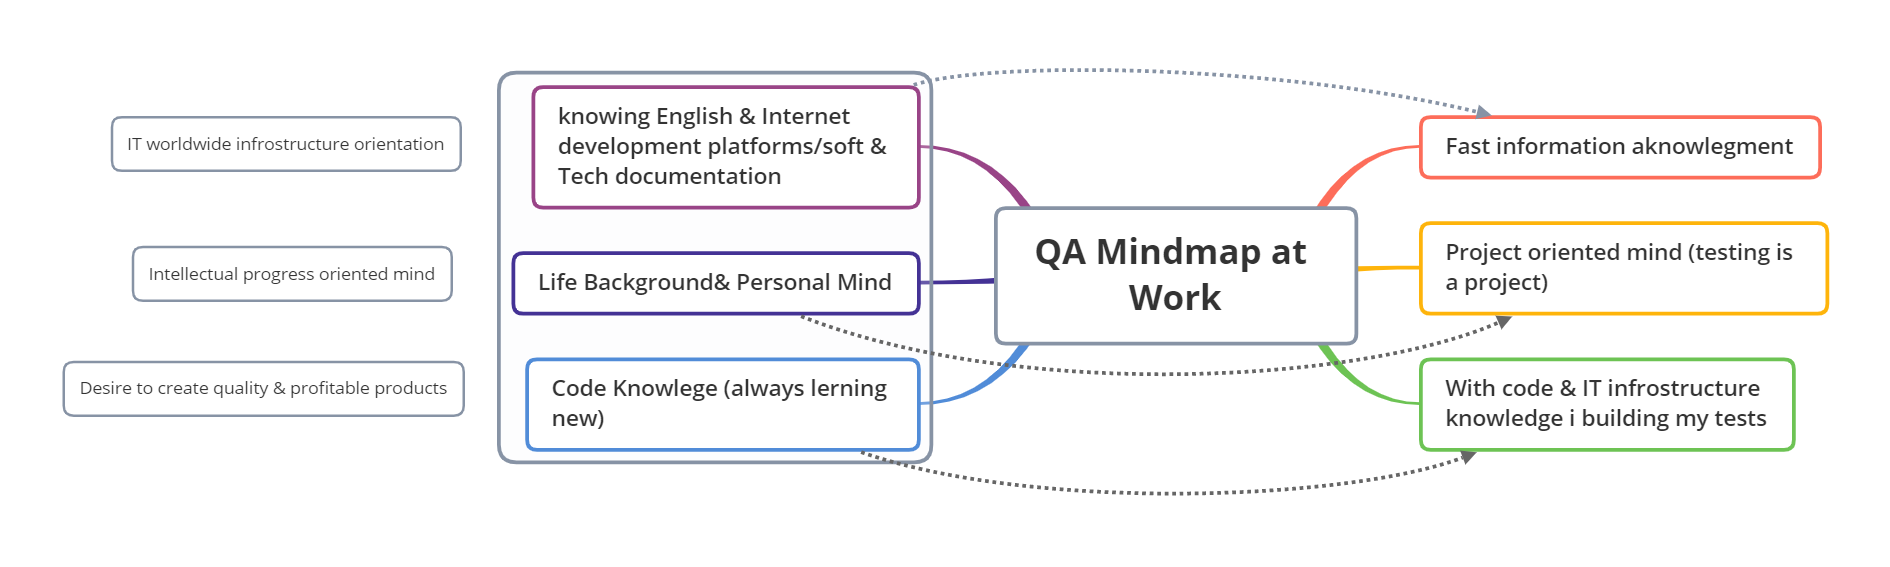 IT worldwide infrostructure orientation
Intellectual progress oriented mind
Desire to create quality & profitable products
knowing English & Internet
development platforms/soft &
Tech documentation
Life Background& Personal Mind
Code Knowlege (always lerning
new)
QA Mindmap at
Work
Fast information aknowlegment
Project oriented mind (testing is
a project)
With code & IT infrostructure
knowledge i building my tests